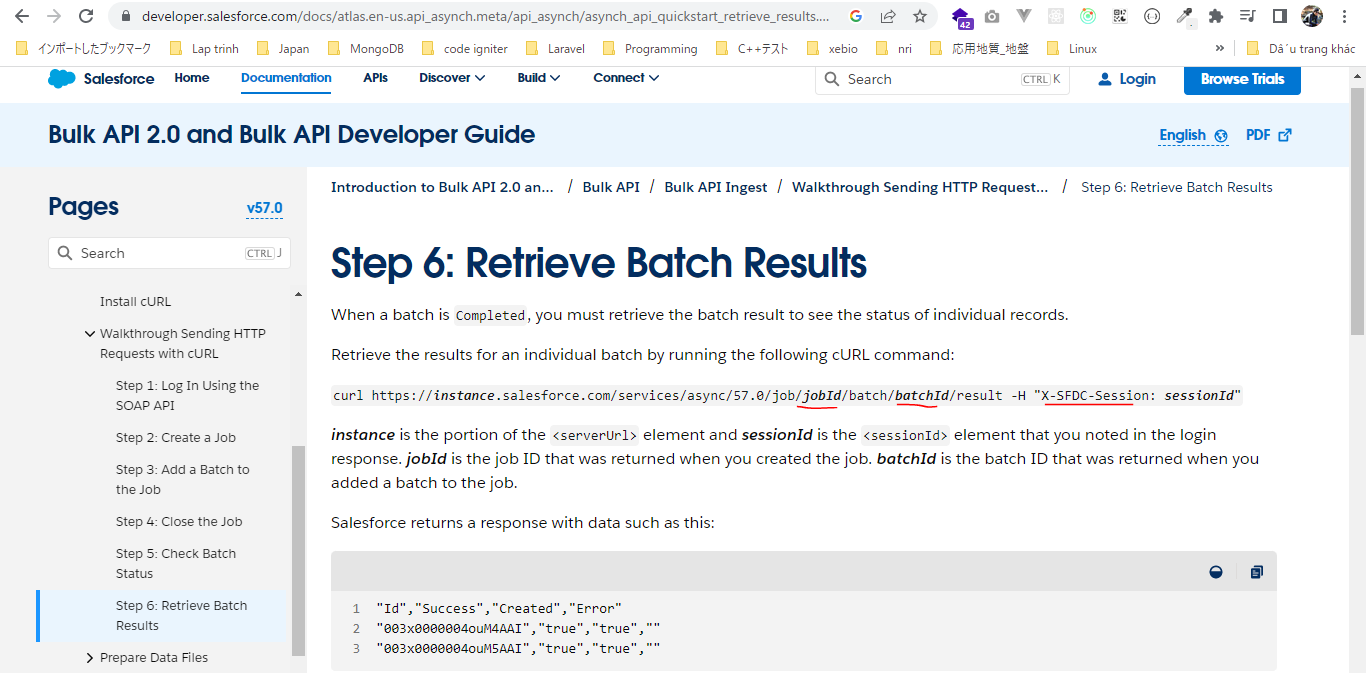 developer.salesforce.com/docs/atlas.en-us.api_asynch.meta/api_asynch/asynch_api_quickstart_retrieve_results....
42
インポートしたブックマーク Lap trinh Japan MongoDB code igniter Laravel Programming C++テスト xebio nri 応用地質_地盤 Linux » Dấu trang khác
Salesforce Home Documentation APIs Discover Build Connect Search CTRL K Login Browse Trials
Bulk API 2.0 and Bulk API Developer Guide English PDF
Introduction to Bulk API 2.0 an... / Bulk API / Bulk API Ingest / Walkthrough Sending HTTP Request... / Step 6: Retrieve Batch Results
Pages v57.0
Search CTRL J
Install cURL
Walkthrough Sending HTTP
Requests with cURL
Step 1: Log In Using the
SOAP API
Step 2: Create a Job
Step 3: Add a Batch to
the Job
Step 4: Close the Job
Step 5: Check Batch
Status
Step 6: Retrieve Batch
Results
Prepare Data Files
Step 6: Retrieve Batch Results
When a batch is Completed, you must retrieve the batch result to see the status of individual records.
Retrieve the results for an individual batch by running the following cURL command:
curl https://instance.salesforce.com/services/async/57.0/job/jobId/batch/batchId/result -H "X-SFDC-Session: sessionId"
instance is the portion of the <serverUrl> element and sessionId is the <sessionId> element that you noted in the login
response. jobId is the job ID that was returned when you created the job. batchId is the batch ID that was returned when you
added a batch to the job.
Salesforce returns a response with data such as this:
1 "Id","Success","Created","Error"
2 "003x0000004ouM4AAI","true","true",""
3 "003x0000004ouM5AAI","true","true",""